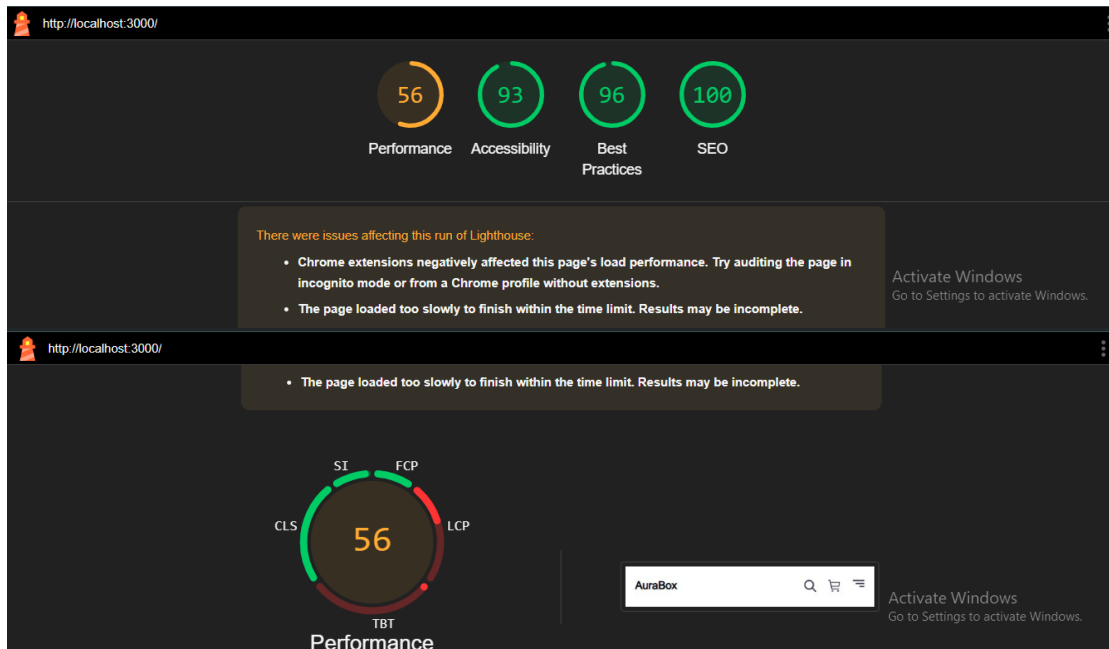 http://localhost:3000/
56
93
96
100
Performance
Accessibility
Best
Practices
SEO
There were issues affecting this run of Lighthouse:
• Chrome extensions negatively affected this page's load performance. Try auditing the page in
incognito mode or from a Chrome profile without extensions.
• The page loaded too slowly to finish within the time limit. Results may be incomplete.
Activate Windows
Go to Settings to activate Windows.
http://localhost:3000/
• The page loaded too slowly to finish within the time limit. Results may be incomplete.
SI
FCP
CLS
56
LCP
TBT
Performance
AuraBox
Activate Windows
Go to Settings to activate Windows.